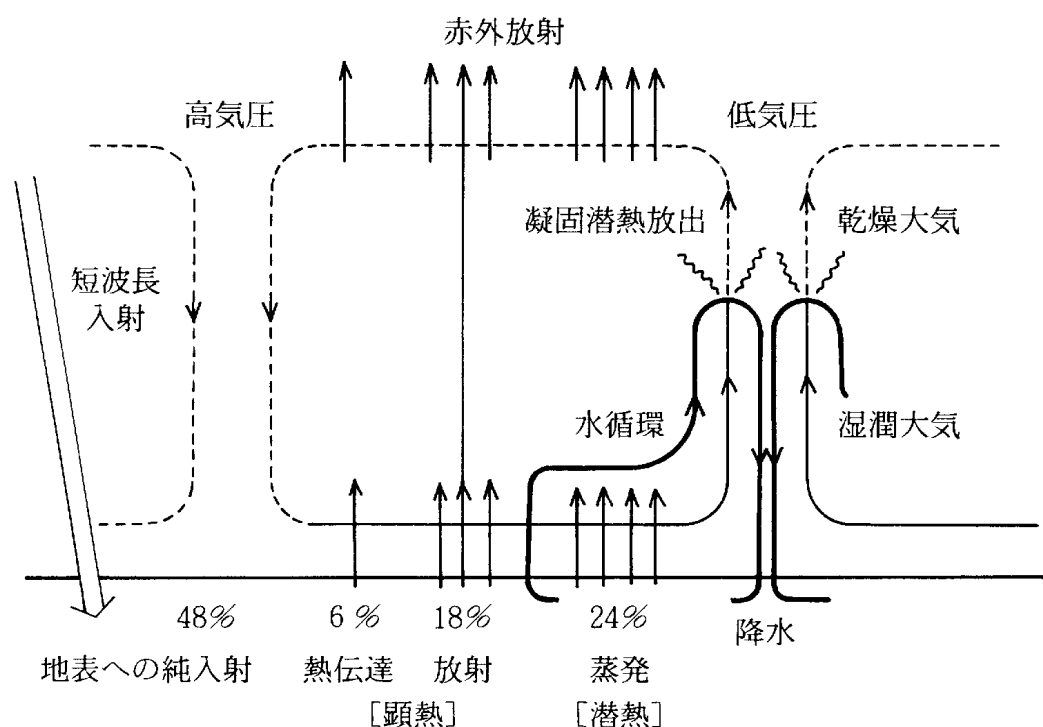 赤外放射
高気圧
低気圧
凝固潜熱放出
乾燥大気
短波長
入射
水循環
湿潤大気
48%
6%
18%
24%
降水
地表への純入射
熱伝達
放射
蒸発
[顕熱]
[潜熱]